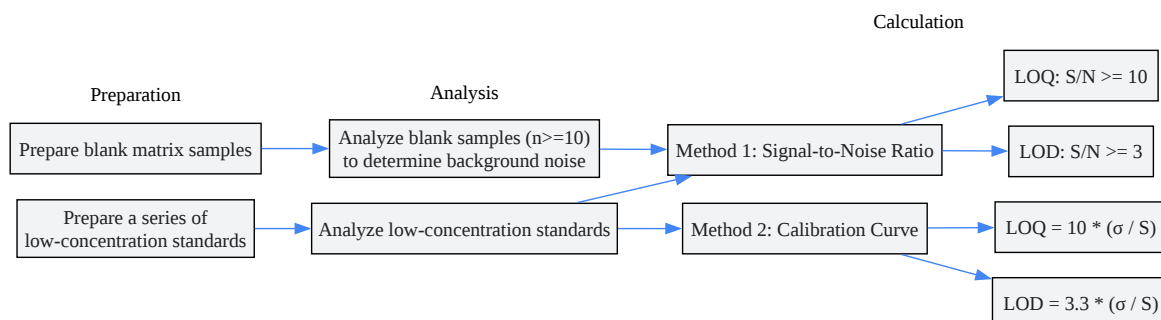 Calculation
Preparation
Analysis
LOQ: S/N >= 10
Prepare blank matrix samples
Analyze blank samples (n>=10)
to determine background noise
Method 1: Signal-to-Noise Ratio
LOD: S/N >= 3
Prepare a series of
low-concentration standards
Analyze low-concentration standards
Method 2: Calibration Curve
LOQ = 10 * (σ / S)
LOD = 3.3 * (σ / S)